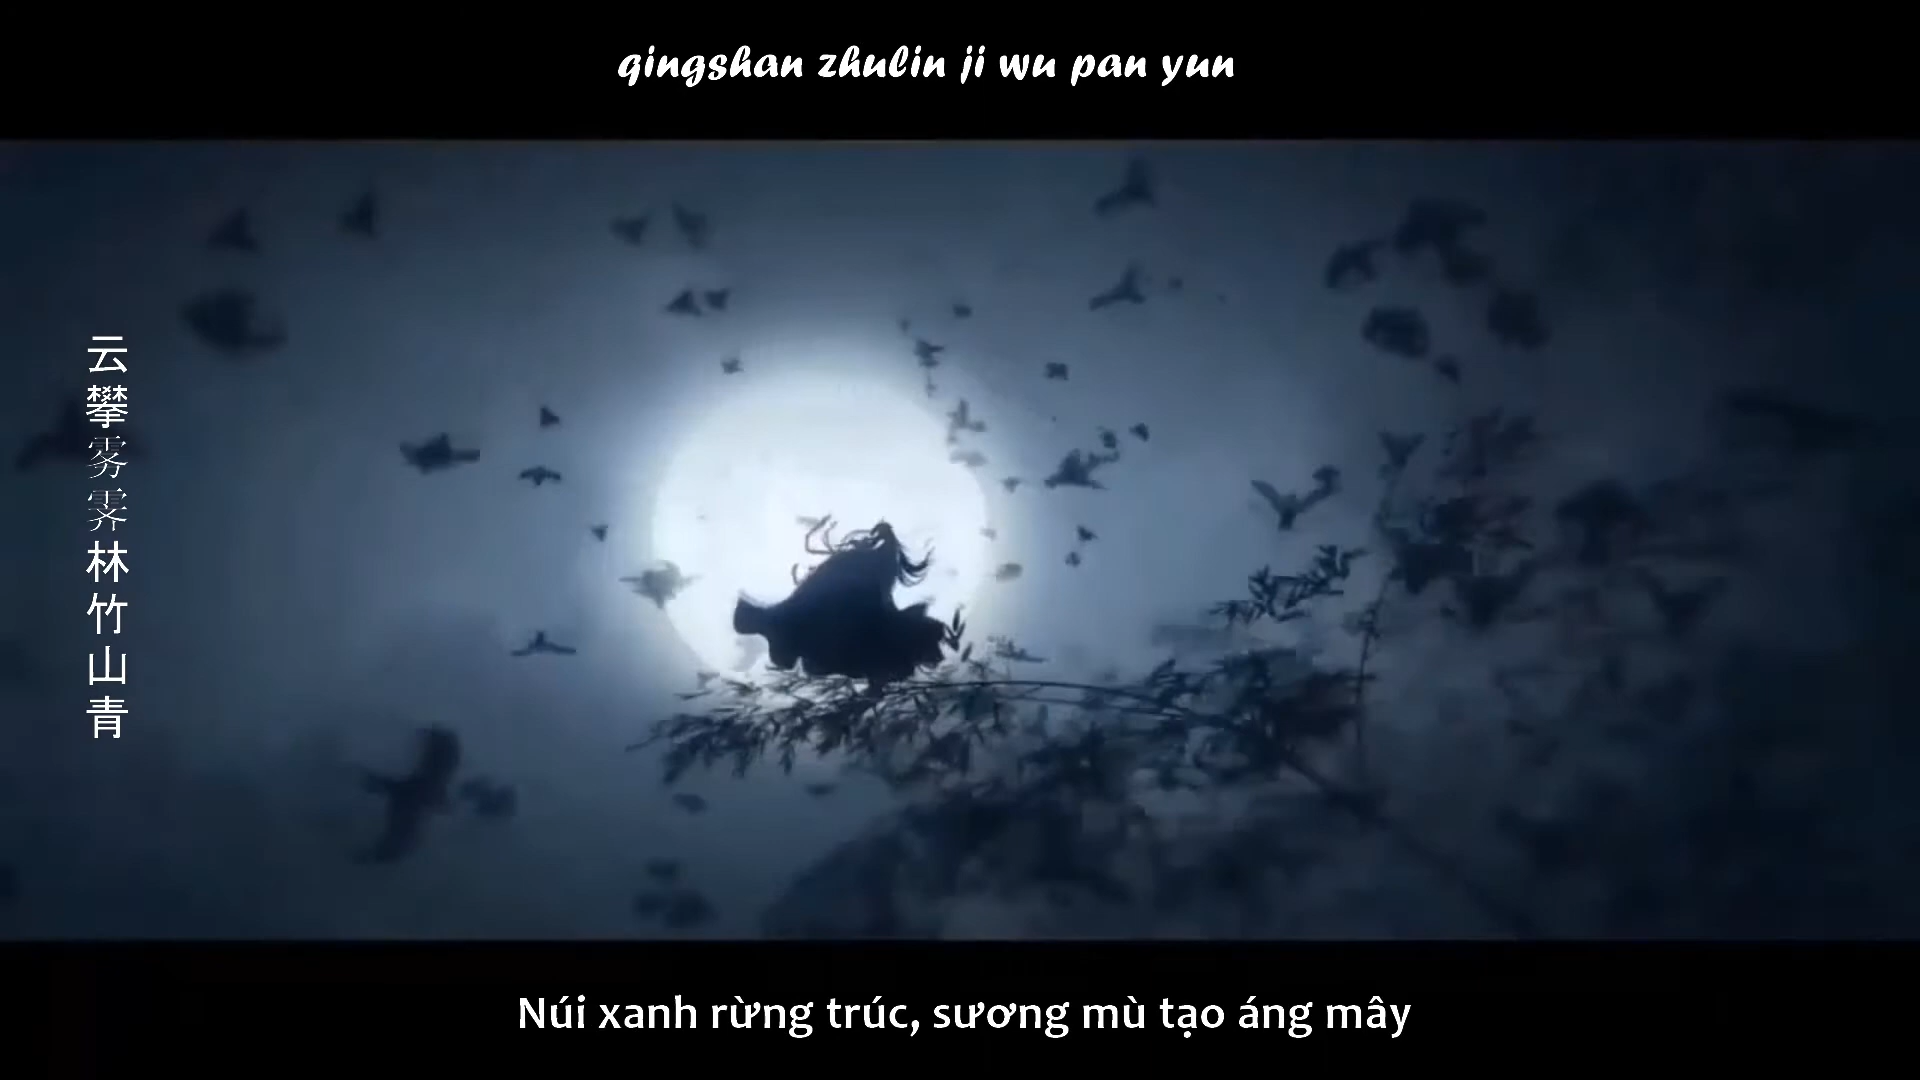 qingshan zhulin ji wu pan yun
云攀雾霁林竹山青
Núi xanh rừng trúc, sương mù tạo áng mây